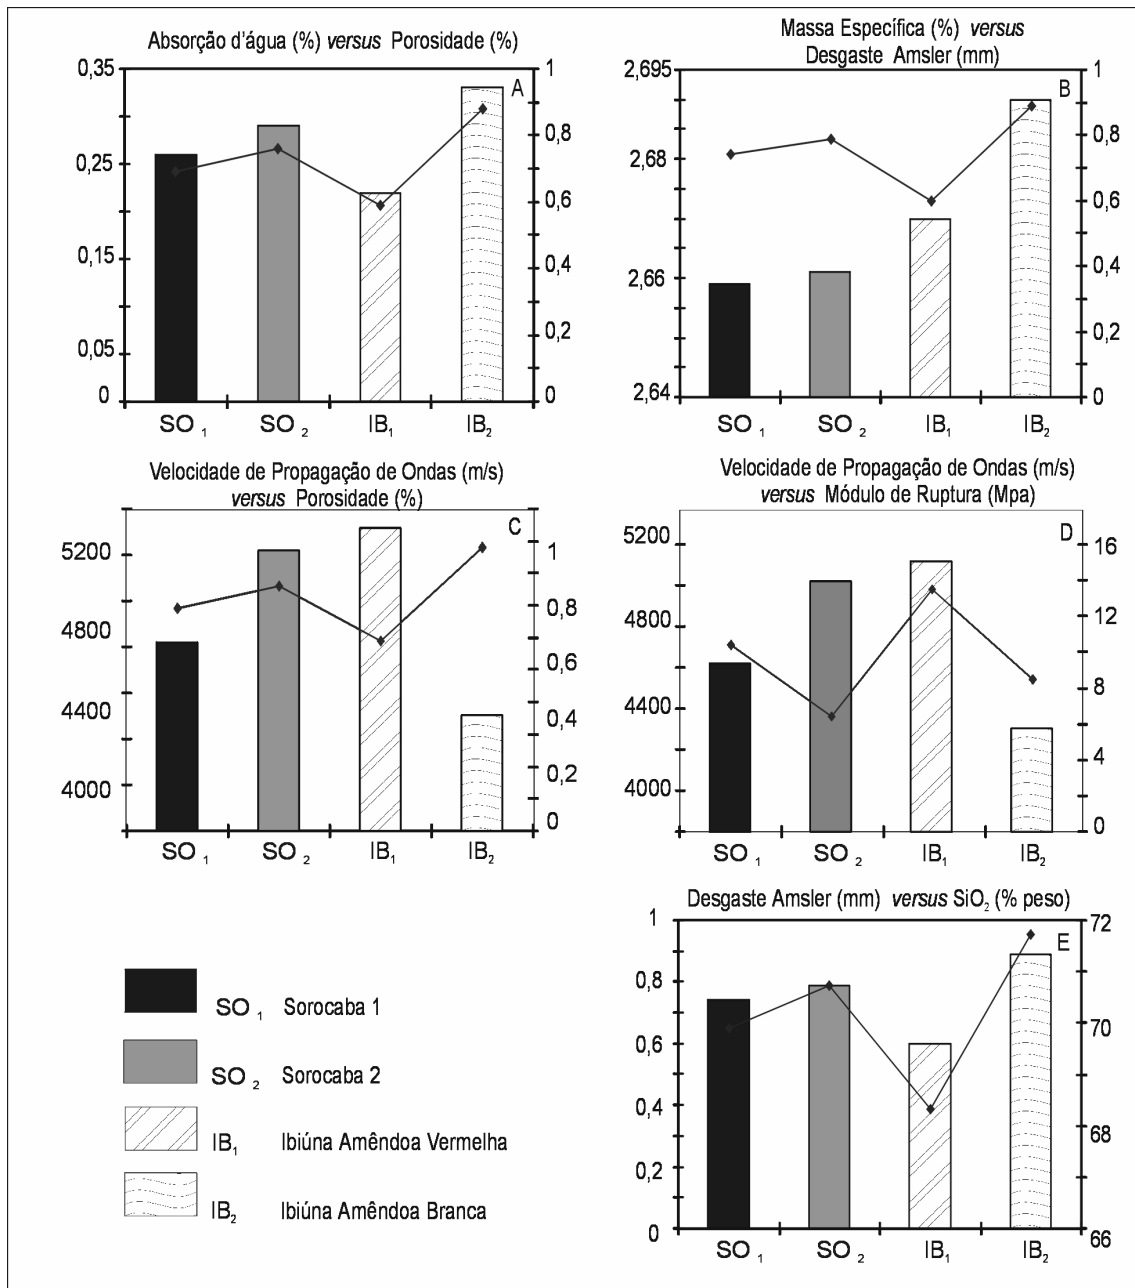 Absorção d'água (%) versus Porosidade (%)
A
0,35
0,25
0,15
0,05
0
1
0,8
0,6
0,4
0,2
0
SO 1 SO 2 IB1 IB2
Massa Específica (%) versus
Desgaste Amsler (mm)
B
2,695
2,68
2,66
2,64
1
0,8
0,6
0,4
0,2
0
SO 1 SO 2 IB1 IB2
Velocidade de Propagação de Ondas (m/s)
versus Porosidade (%)
C
5200
4800
4400
4000
1
0,8
0,6
0,4
0,2
0
SO 1 SO 2 IB1 IB2
Velocidade de Propagação de Ondas (m/s)
versus Módulo de Ruptura (Mpa)
D
5200
4800
4400
4000
16
12
8
4
0
SO 1 SO 2 IB1 IB2
Desgaste Amsler (mm) versus SiO2 (% peso)
E
1
0,8
0,6
0,4
0,2
0
72
70
68
66
SO 1 SO 2 IB1 IB2
SO 1 Sorocaba 1
SO 2 Sorocaba 2
IB1 Ibiúna Amêndoa Vermelha
IB2 Ibiúna Amêndoa Branca